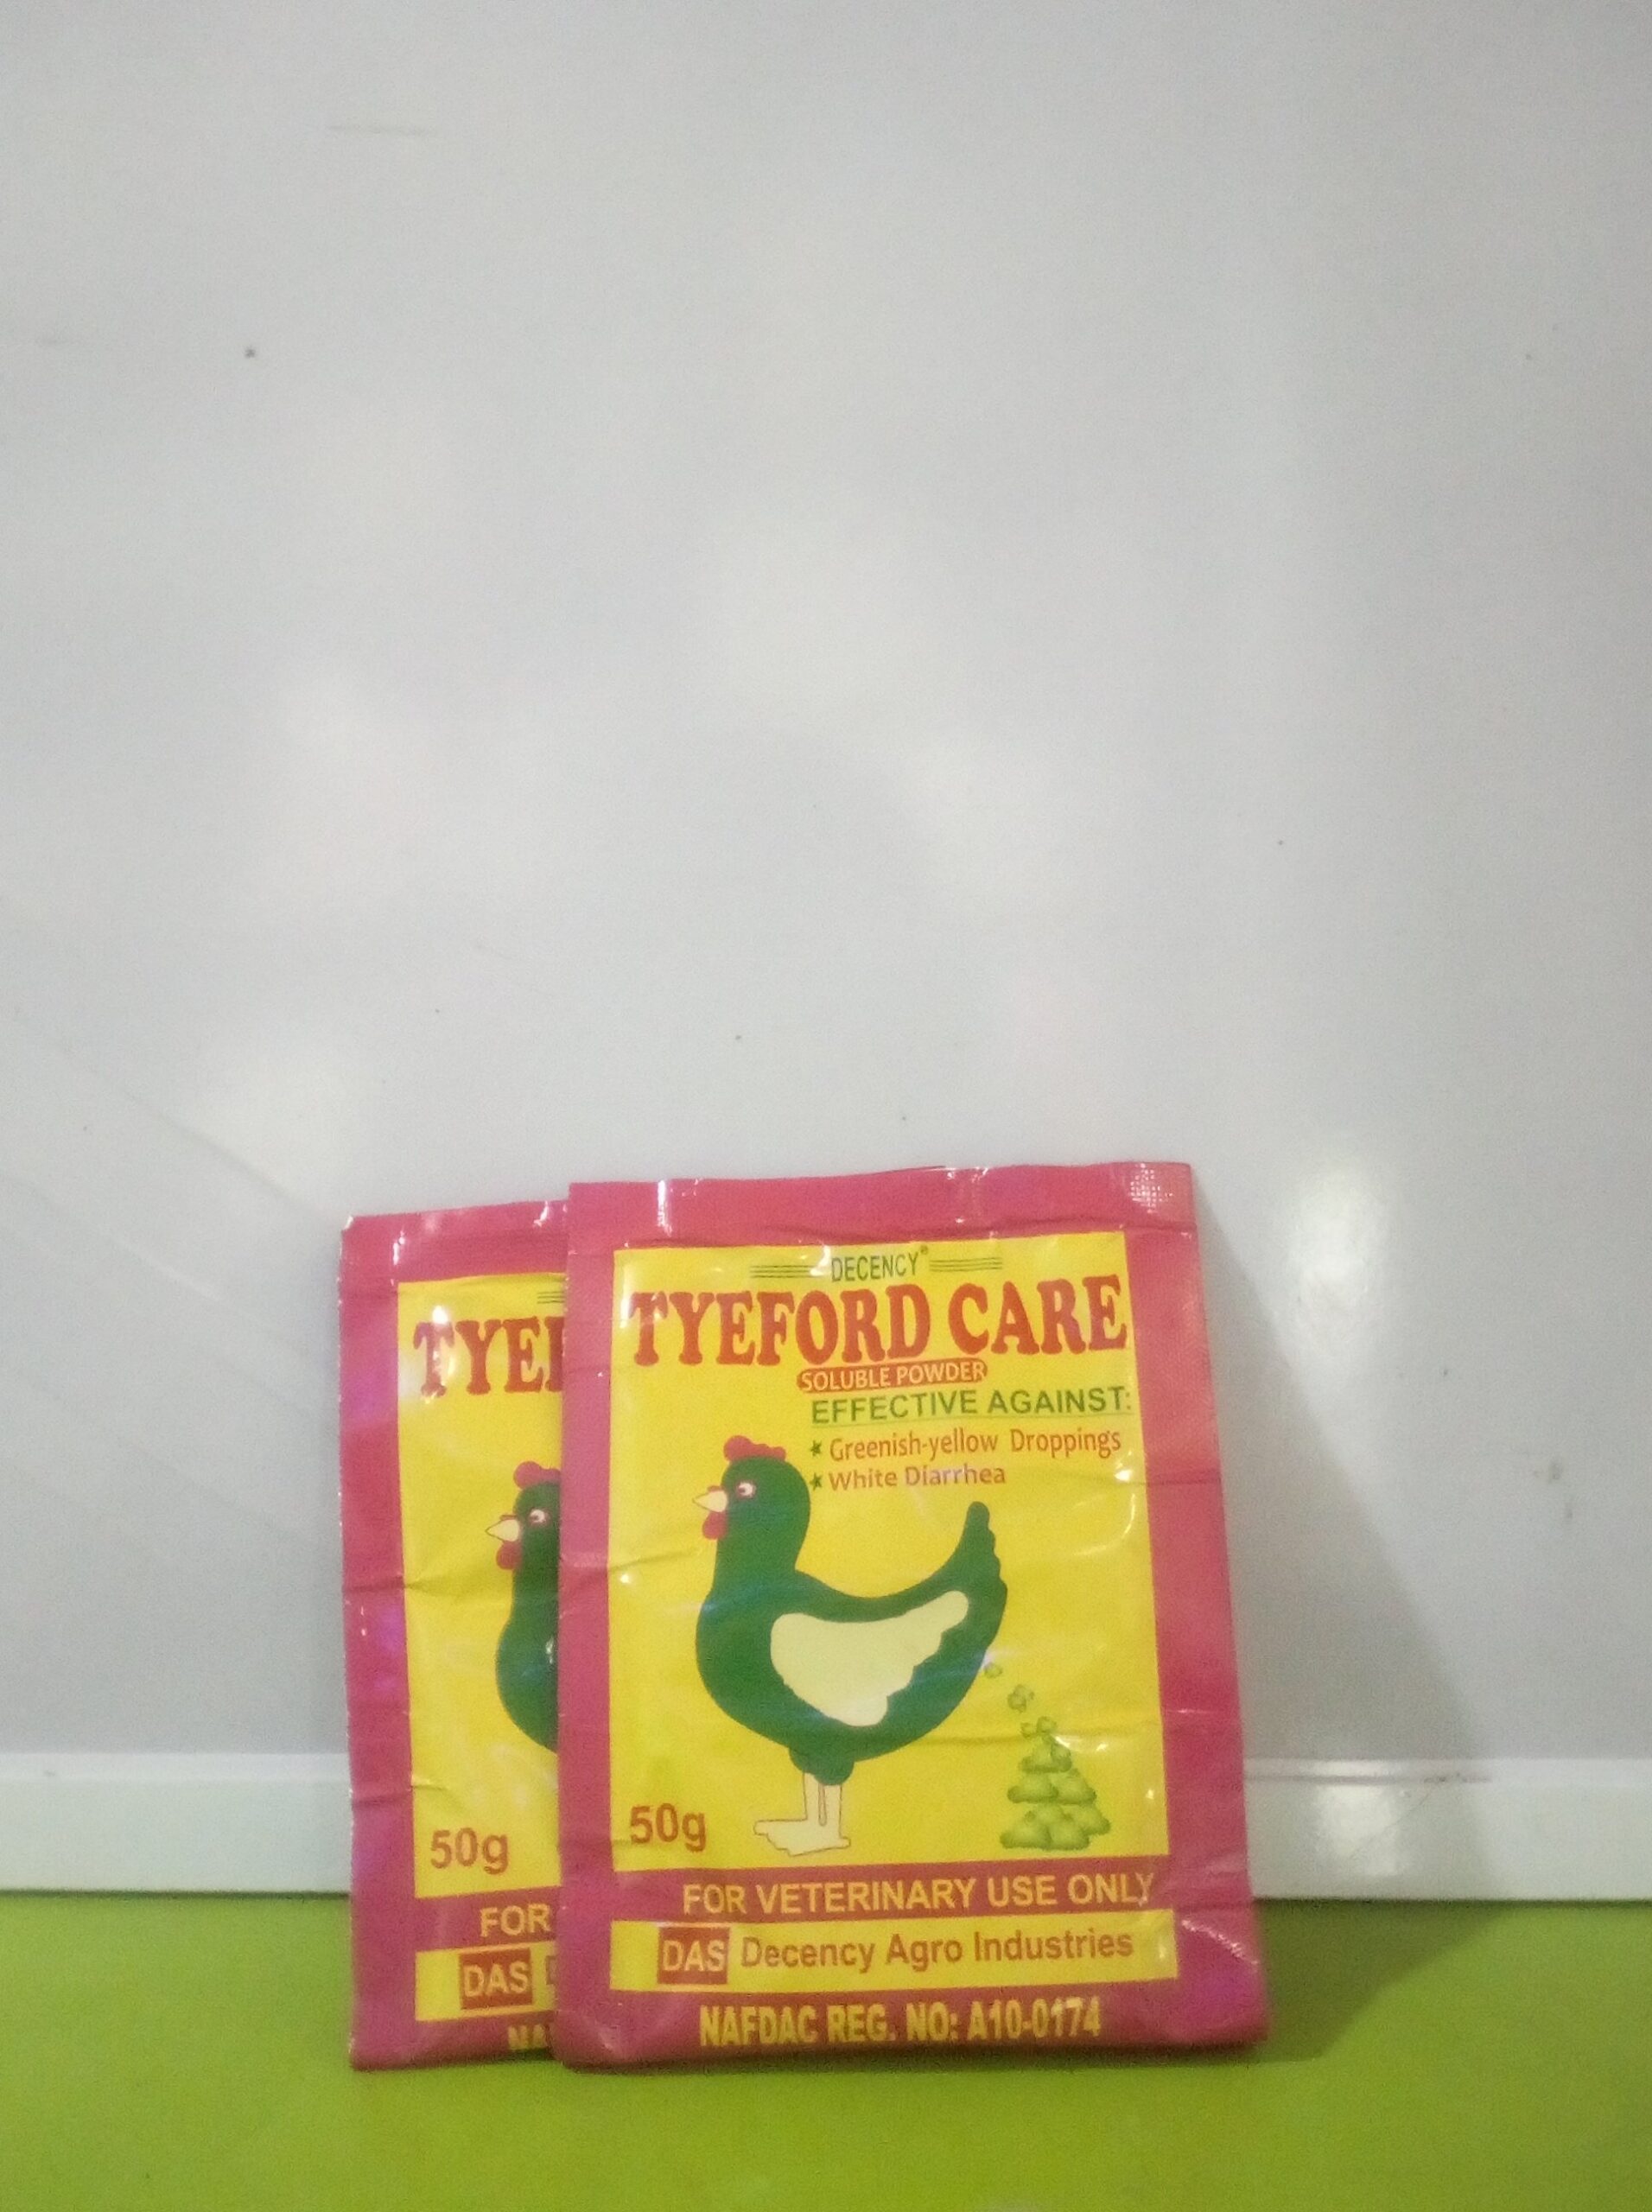 DECENCY®
TYEFORD CARE
SOLUBLE POWDER
EFFECTIVE AGAINST:
Greenish-yellow Droppings
White Diarrhea
50g
FOR VETERINARY USE ONLY
DAS Decency Agro Industries
NAFDAC REG. NO: A10-0174
TYEF
50g
FOR
DAS
NA